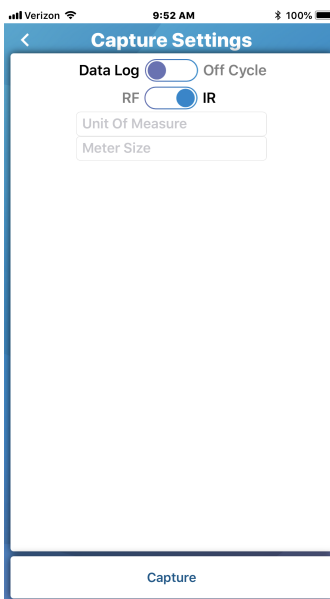 Verizon 9:52 AM 100%
Capture Settings
Data Log Off Cycle
RF IR
Unit Of Measure
Meter Size
Capture